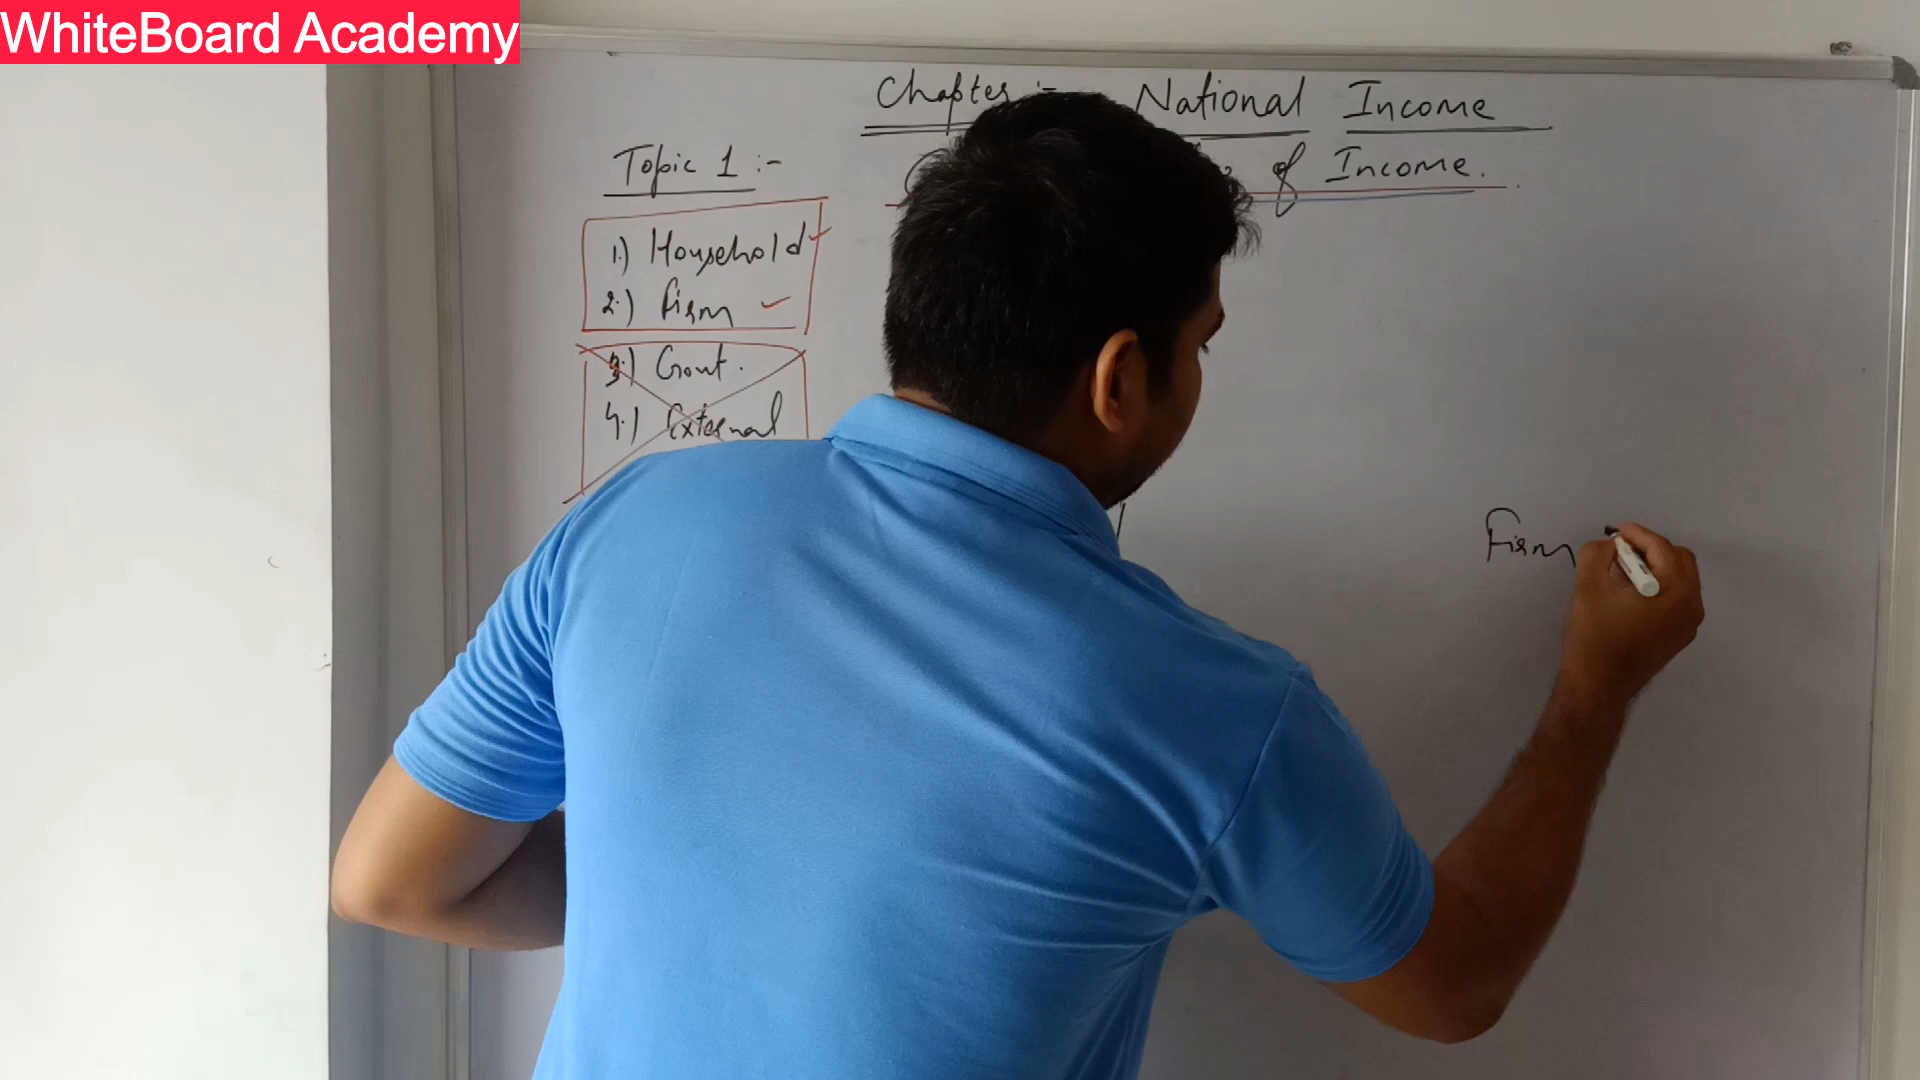 WhiteBoard Academy
Chapter :- National Income
Topic 1 :- of Income.
1.) Household
2.) Firm
3.) Govt.
4.) External
Firm